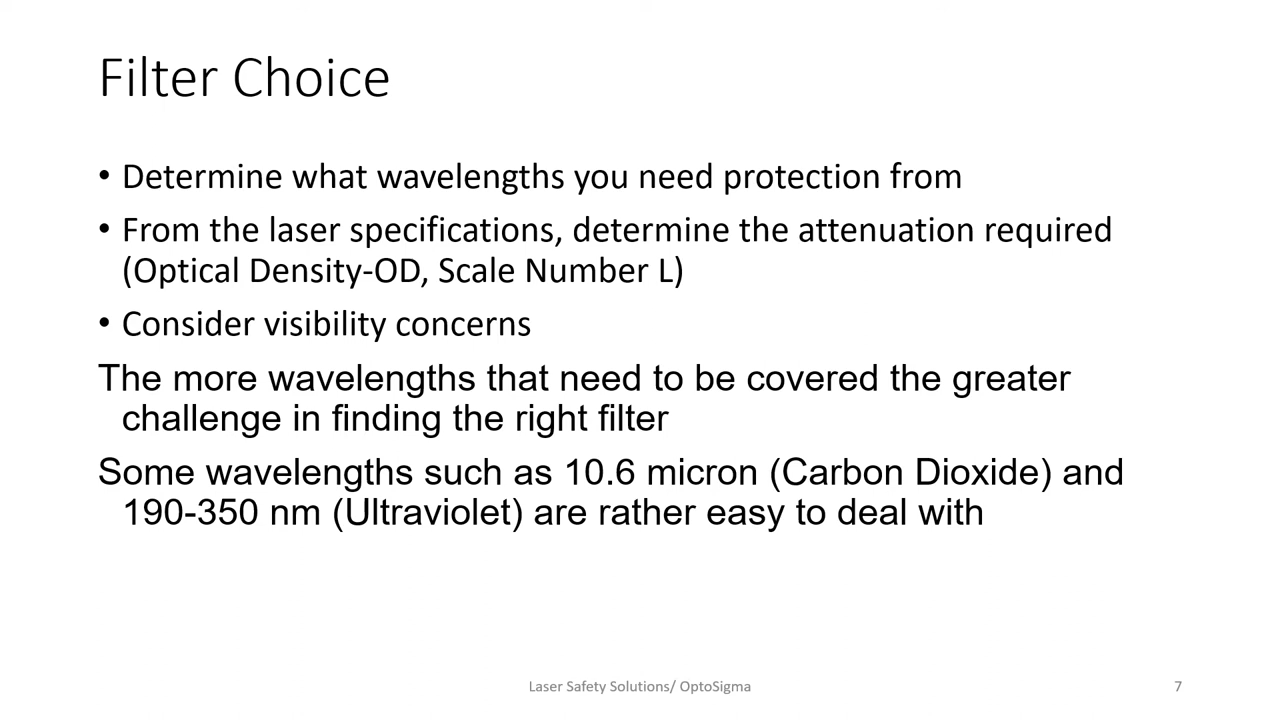 Filter Choice
• Determine what wavelengths you need protection from
• From the laser specifications, determine the attenuation required
(Optical Density-OD, Scale Number L)
• Consider visibility concerns
The more wavelengths that need to be covered the greater
challenge in finding the right filter
Some wavelengths such as 10.6 micron (Carbon Dioxide) and
190-350 nm (Ultraviolet) are rather easy to deal with
Laser Safety Solutions/ OptoSigma
7